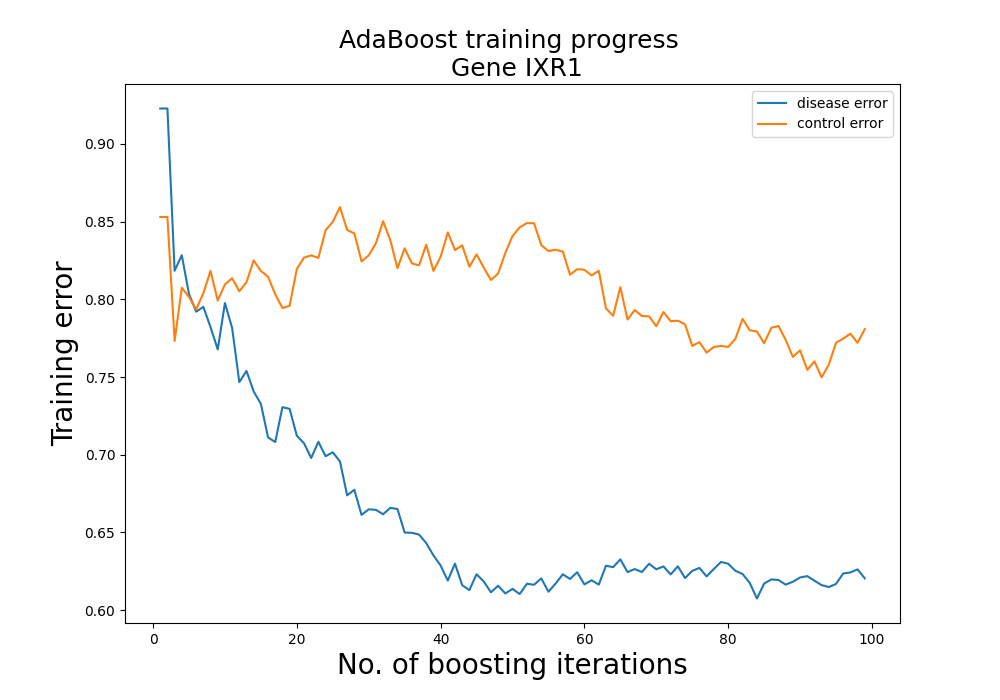 AdaBoost training progress
Gene IXR1
disease error
control error
Training error
0.90
0.85
0.80
0.75
0.70
0.65
0.60
0
20
40
60
80
100
No. of boosting iterations